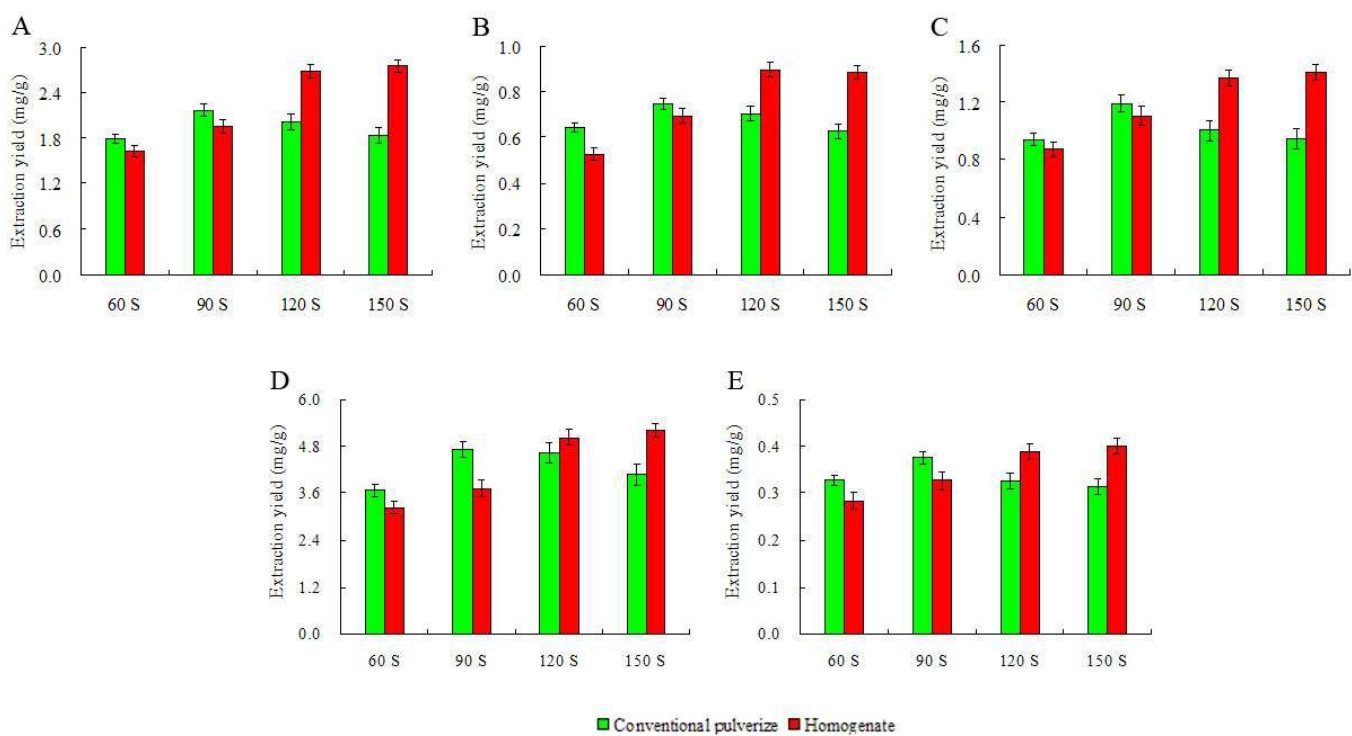 A
Extraction yield (mg/g)
3.0
2.4
1.8
1.2
0.6
0.0
60 S 90 S 120 S 150 S
B
Extraction yield (mg/g)
1.0
0.8
0.6
0.4
0.2
0.0
60 S 90 S 120 S 150 S
C
Extraction yield (mg/g)
1.6
1.2
0.8
0.4
0.0
60 S 90 S 120 S 150 S
D
Extraction yield (mg/g)
6.0
4.8
3.6
2.4
1.2
0.0
60 S 90 S 120 S 150 S
E
Extraction yield (mg/g)
0.5
0.4
0.3
0.2
0.1
0.0
60 S 90 S 120 S 150 S
Conventional pulverize Homogenate